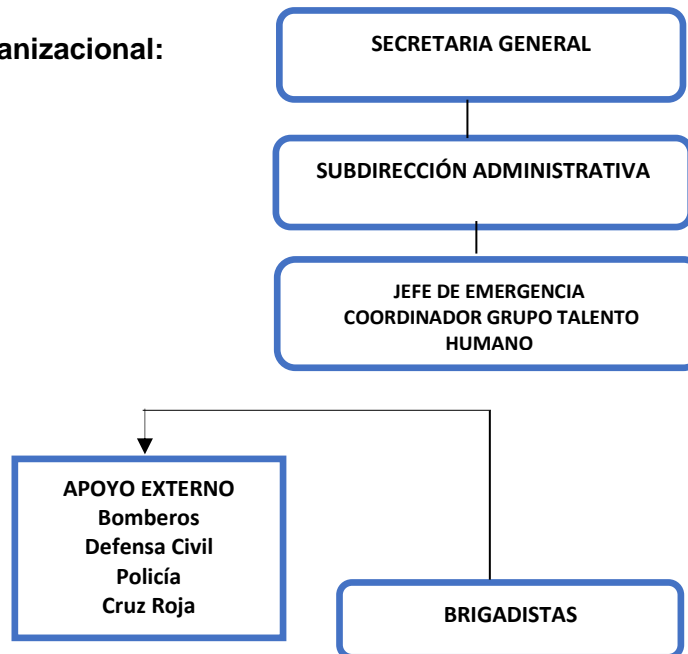 anizacional:
SECRETARIA GENERAL
SUBDIRECCIÓN ADMINISTRATIVA
JEFE DE EMERGENCIA
COORDINADOR GRUPO TALENTO
HUMANO
APOYO EXTERNO
Bomberos
Defensa Civil
Policía
Cruz Roja
BRIGADISTAS